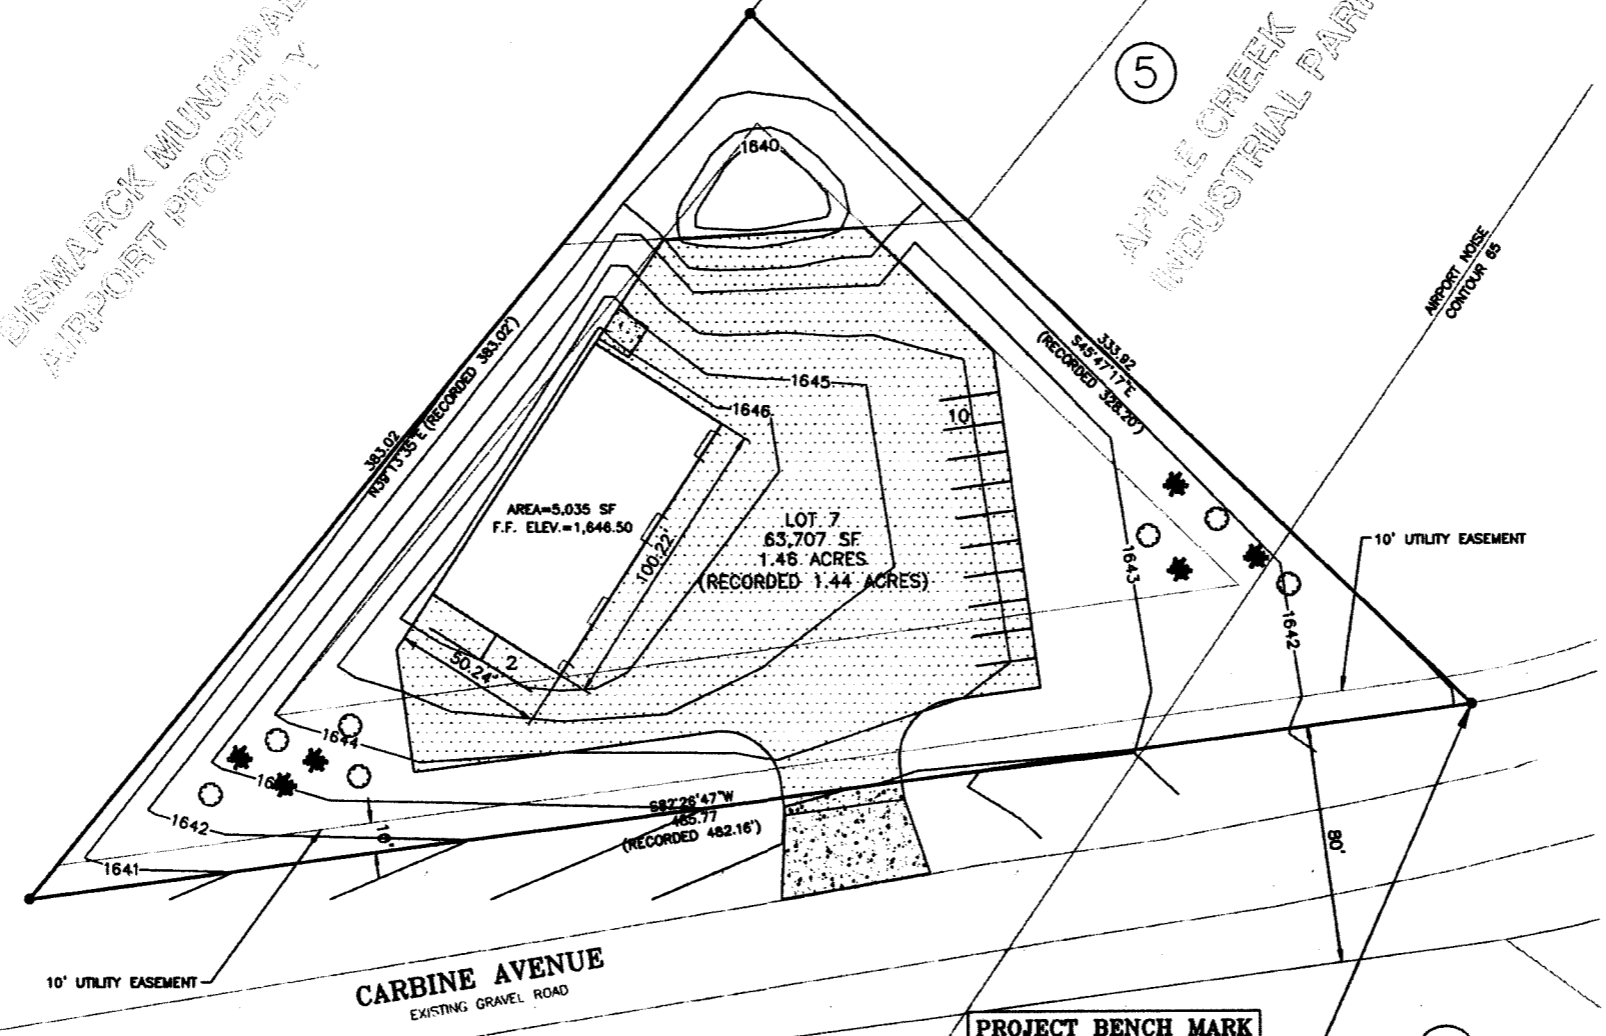 BISMARCK MUNICIPAL
AIRPORT PROPERTY
5
APPLE CREEK
INDUSTRIAL PARK
AIRPORT NOISE
CONTOUR 65
1640
383.02
N39°13'35"E (RECORDED 383.02')
333.92
S45°47'17"E
(RECORDED 328.20')
1645
1646
10
AREA=5,035 SF
F.F. ELEV.=1,646.50
100.22'
LOT 7
63,707 SF
1.46 ACRES
(RECORDED 1.44 ACRES)
1643
10' UTILITY EASEMENT
1642
50.24'
2
1644
1642
1641
10'
S82°26'47"W
465.77
(RECORDED 462.16')
80'
10' UTILITY EASEMENT
CARBINE AVENUE
EXISTING GRAVEL ROAD
PROJECT BENCH MARK